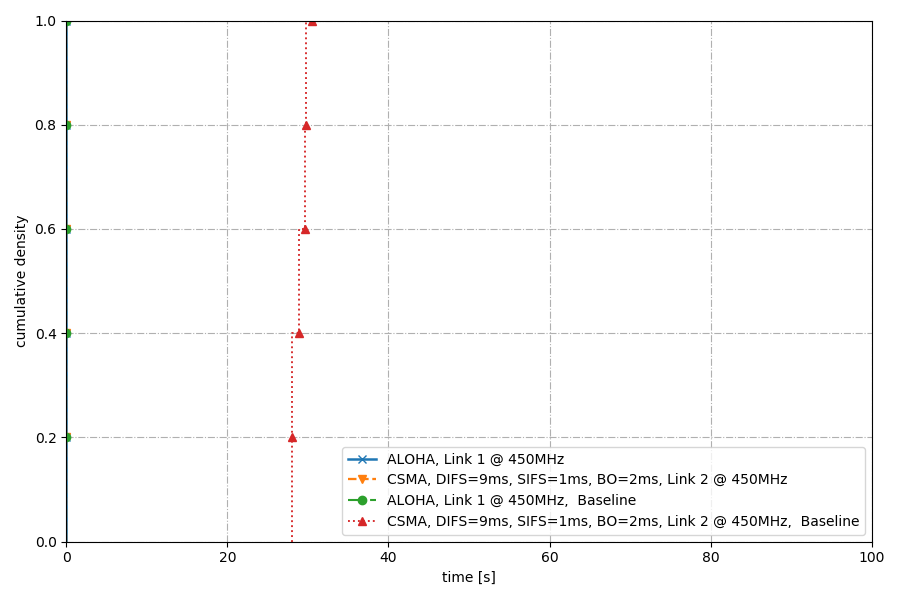 1.0
0.8
0.6
0.4
0.2
0.0
cumulative density
ALOHA, Link 1 @ 450MHz
CSMA, DIFS=9ms, SIFS=1ms, BO=2ms, Link 2 @ 450MHz
ALOHA, Link 1 @ 450MHz,  Baseline
CSMA, DIFS=9ms, SIFS=1ms, BO=2ms, Link 2 @ 450MHz,  Baseline
0 20 40 60 80 100
time [s]